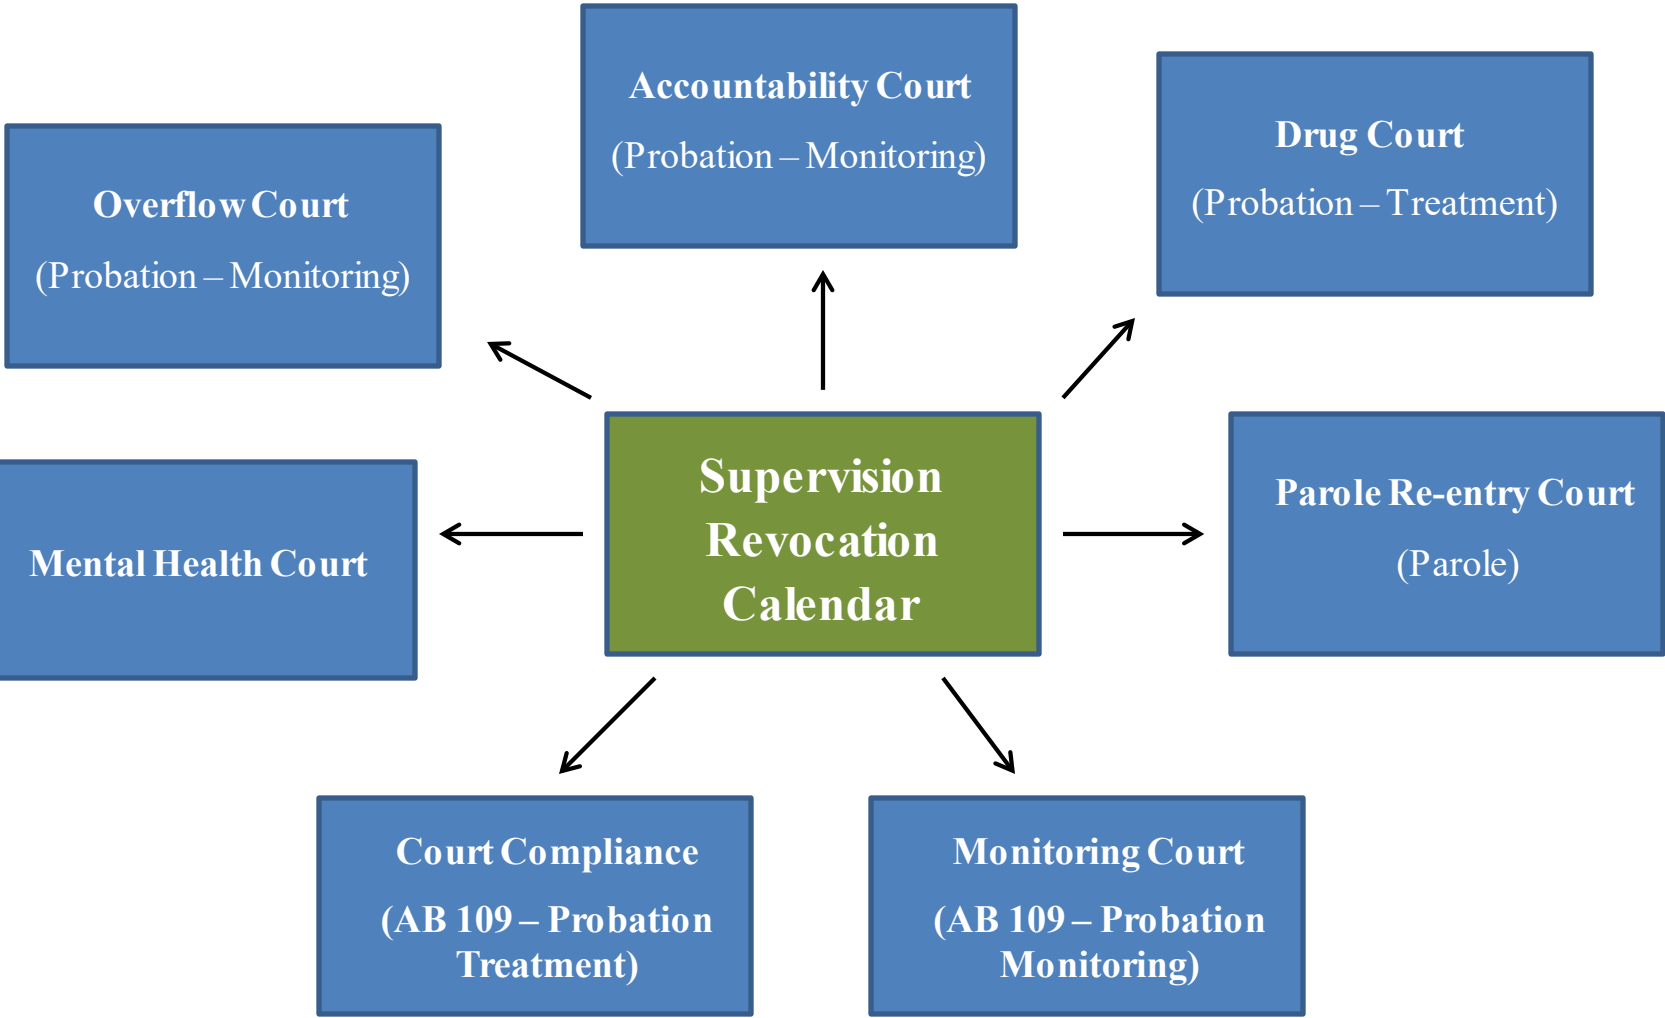 Accountability Court
(Probation – Monitoring)
Drug Court
(Probation – Treatment)
Overflow Court
(Probation – Monitoring)
Supervision
Revocation
Calendar
Parole Re-entry Court
(Parole)
Mental Health Court
Court Compliance
(AB 109 – Probation
Treatment)
Monitoring Court
(AB 109 – Probation
Monitoring)